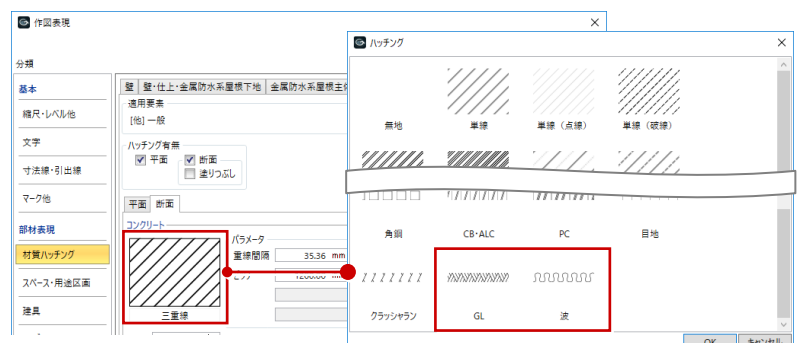 作図表現
分類
基本
縮尺・レベル他
文字
寸法線・引出線
マーク他
部材表現
材質ハッチング
スペース・用途区画
建具
壁 壁・仕上・金属防水系屋根下地 金属防水系屋根主体
適用要素
[他] 一般
ハッチング有無
平面 断面
塗りつぶし
平面 断面
コンクリート
パラメータ
重線間隔 35.36 mm
三重線
ハッチング
無地 単線 単線（点線） 単線（破線）
角鋼 CB・ALC PC 目地
クラッシャラン GL 波
OK キャンセル